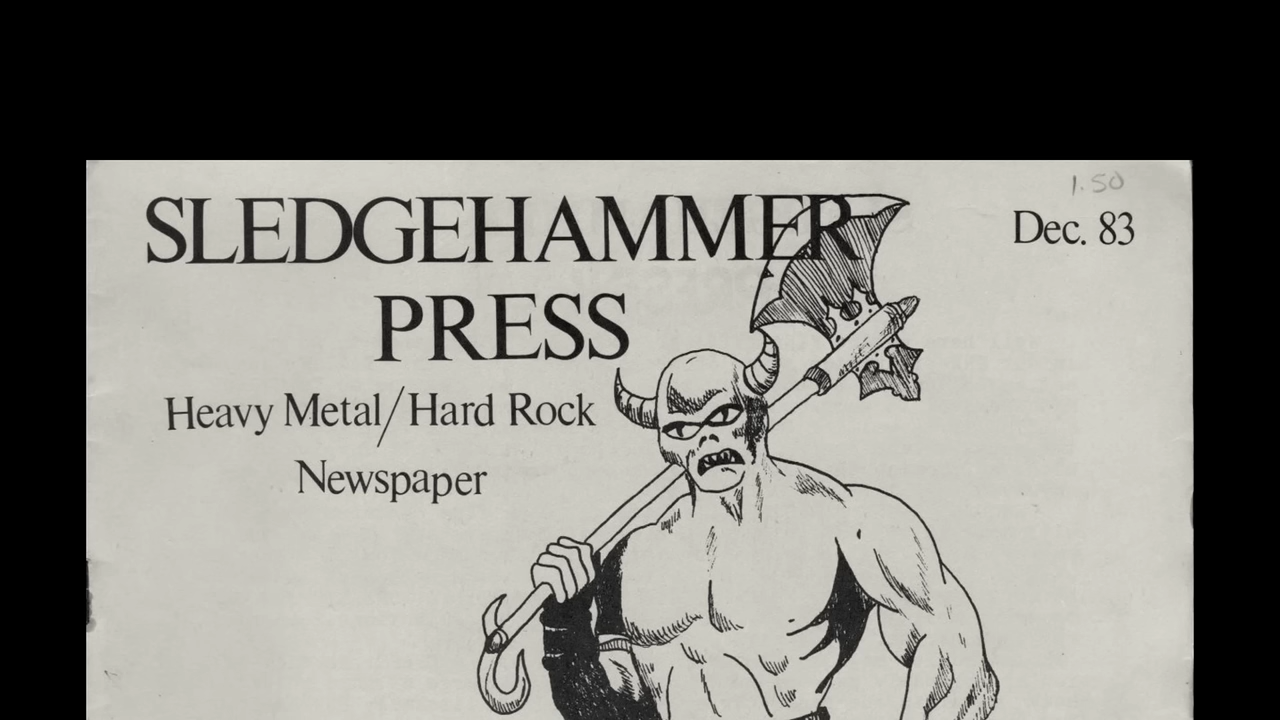 1.50
SLEDGEHAMMER
Dec. 83
PRESS
Heavy Metal/Hard Rock
Newspaper